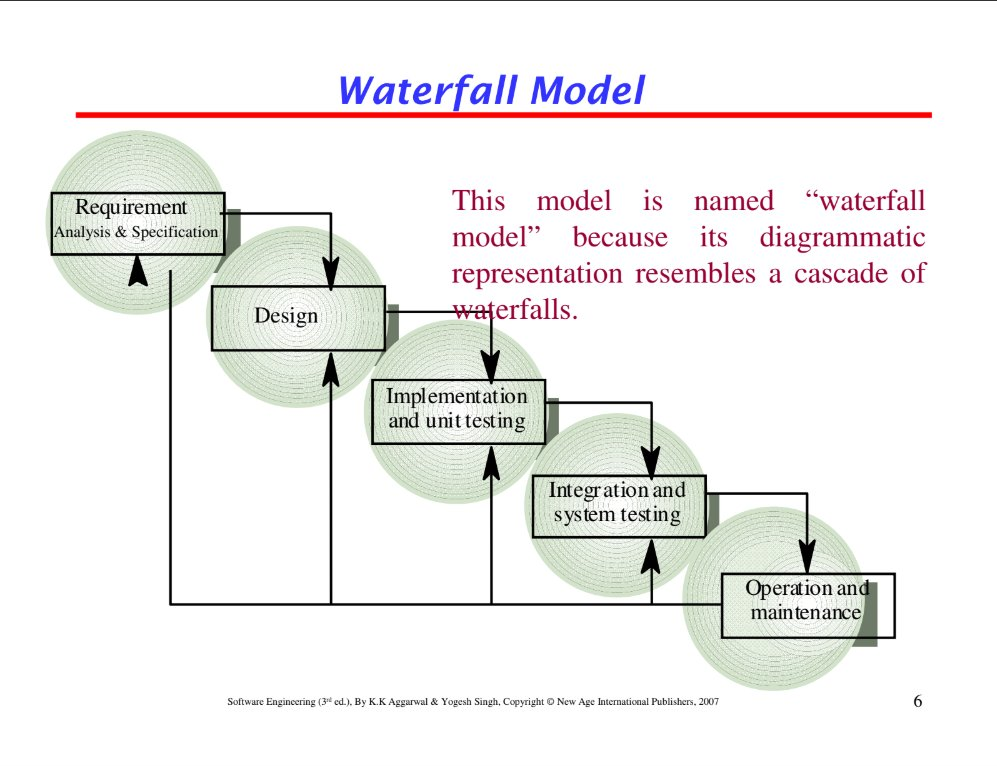 Waterfall Model
Requirement
Analysis & Specification
This model is named “waterfall
model” because its diagrammatic
representation resembles a cascade of
waterfalls.
Design
Implementation
and unit testing
Integration and
system testing
Operation and
maintenance
Software Engineering (3rd ed.), By K.K Aggarwal & Yogesh Singh, Copyright © New Age International Publishers, 2007
6